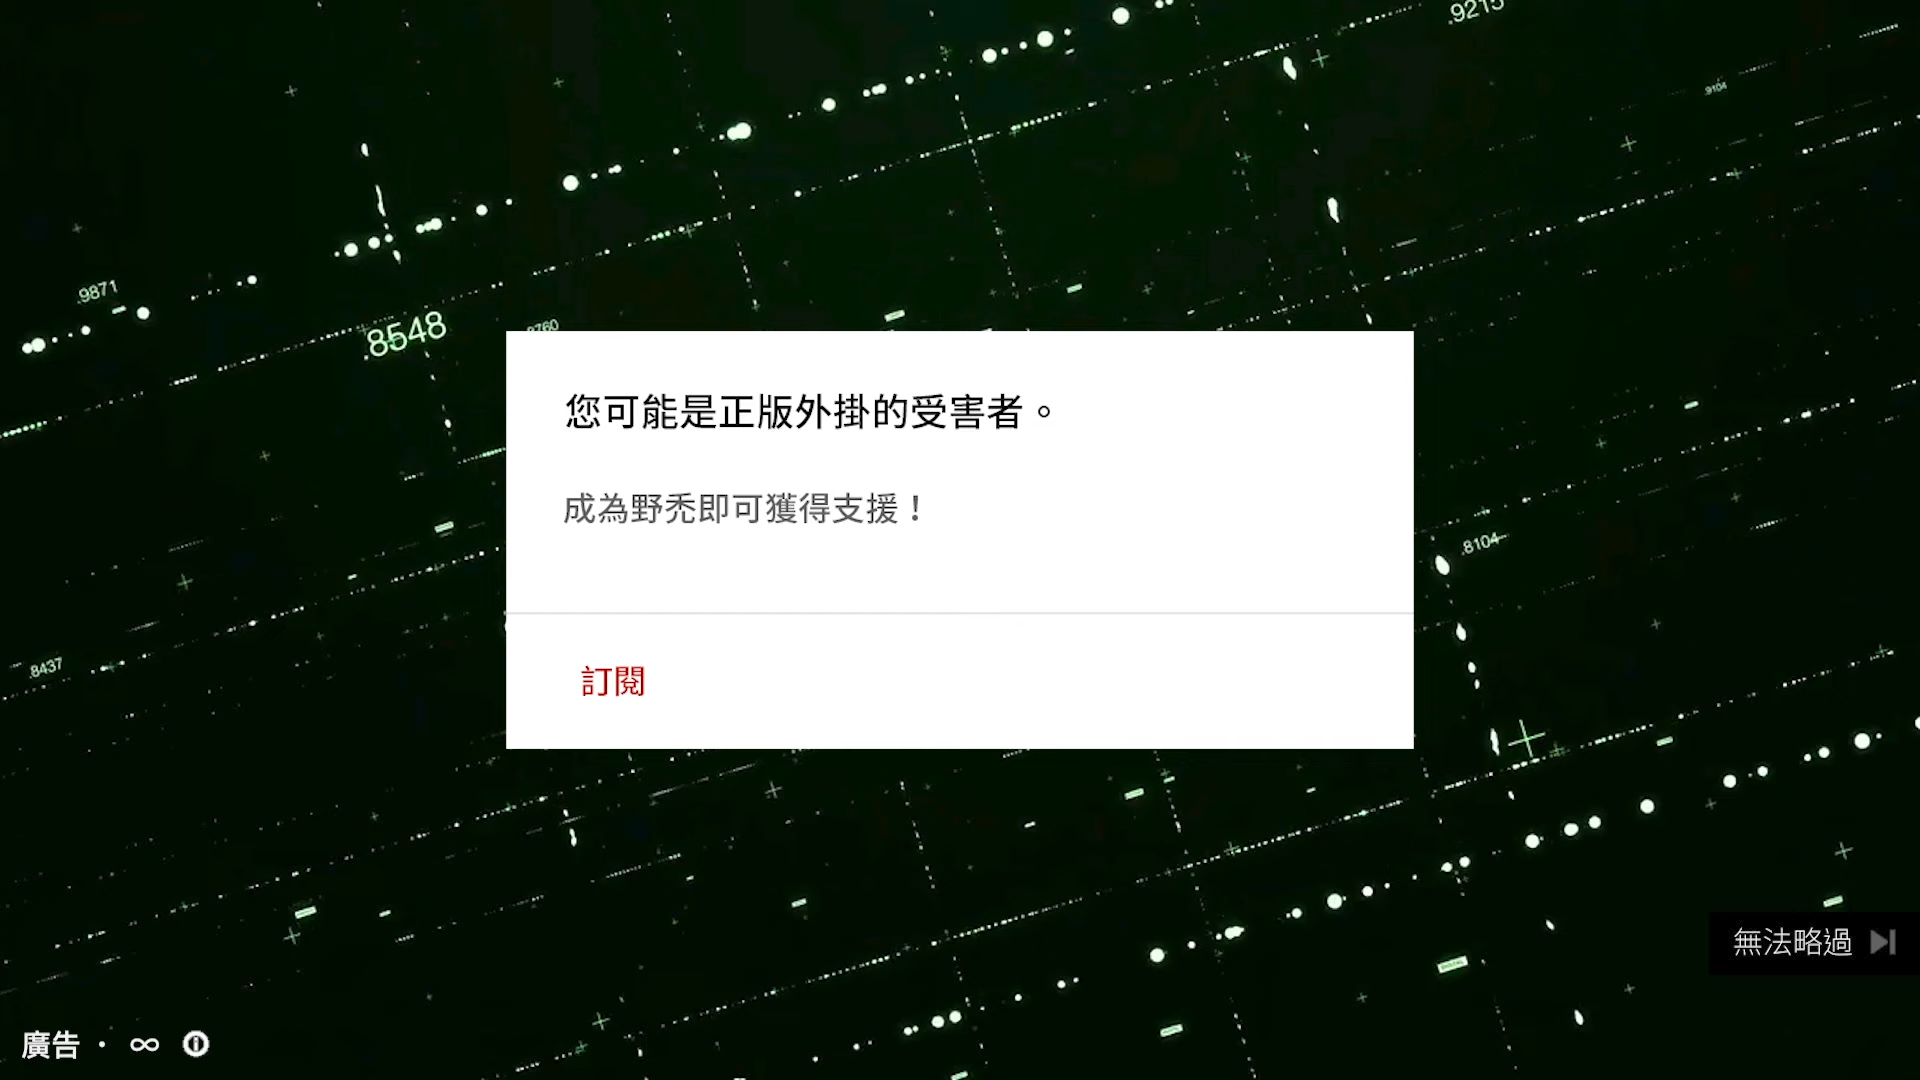 .9215
.9104
.9871
.8548
您可能是正版外掛的受害者。
成為野禿即可獲得支援！
.8104
.8437
訂閱
無法略過
廣告 · ∞